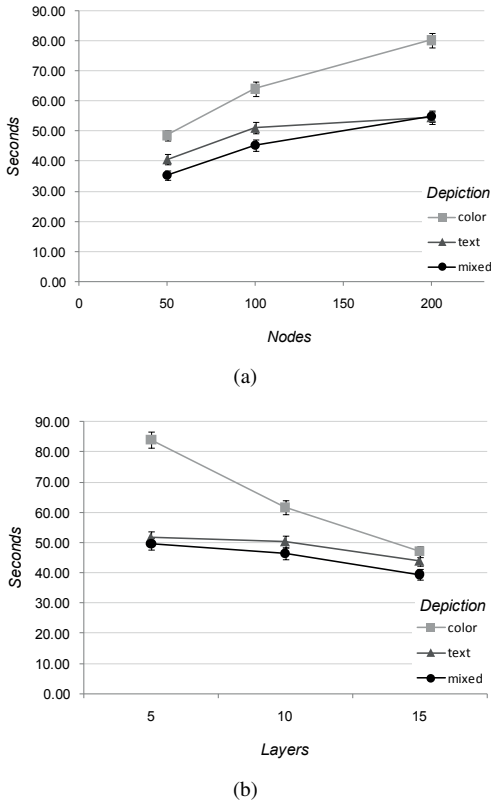 90.00
80.00
70.00
60.00
50.00
40.00
30.00
20.00
10.00
0.00
Seconds
0 50 100 150 200
Nodes
Depiction
color
text
mixed
(a)
90.00
80.00
70.00
60.00
50.00
40.00
30.00
20.00
10.00
0.00
Seconds
5 10 15
Layers
Depiction
color
text
mixed
(b)